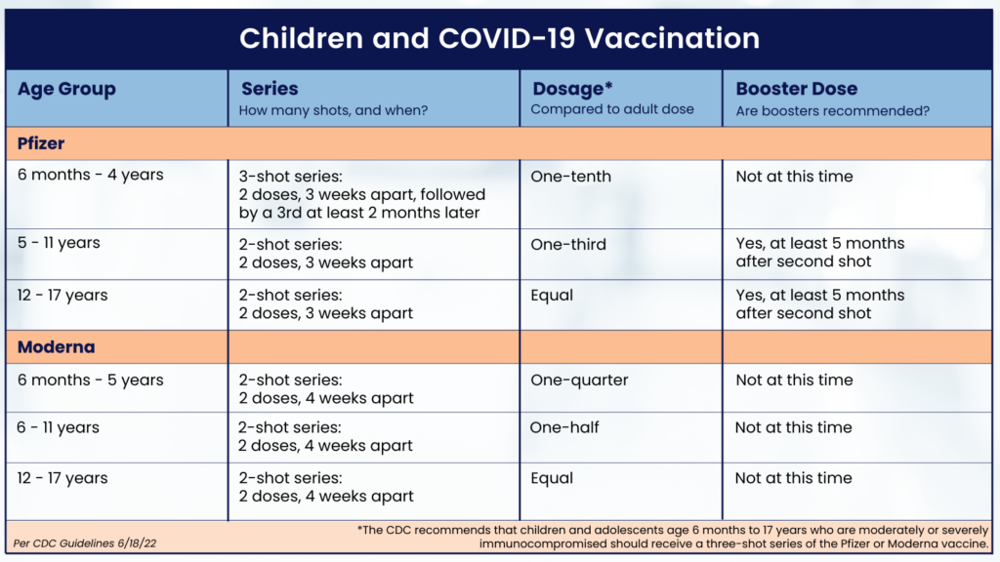 Children and COVID-19 Vaccination
Age Group
Series
How many shots, and when?
Dosage*
Compared to adult dose
Booster Dose
Are boosters recommended?
Pfizer
6 months - 4 years
3-shot series:
2 doses, 3 weeks apart, followed
by a 3rd at least 2 months later
One-tenth
Not at this time
5 - 11 years
2-shot series:
2 doses, 3 weeks apart
One-third
Yes, at least 5 months
after second shot
12 - 17 years
2-shot series:
2 doses, 3 weeks apart
Equal
Yes, at least 5 months
after second shot
Moderna
6 months - 5 years
2-shot series:
2 doses, 4 weeks apart
One-quarter
Not at this time
6 - 11 years
2-shot series:
2 doses, 4 weeks apart
One-half
Not at this time
12 - 17 years
2-shot series:
2 doses, 4 weeks apart
Equal
Not at this time
Per CDC Guidelines 6/18/22
*The CDC recommends that children and adolescents age 6 months to 17 years who are moderately or severely
immunocompromised should receive a three-shot series of the Pfizer or Moderna vaccine.